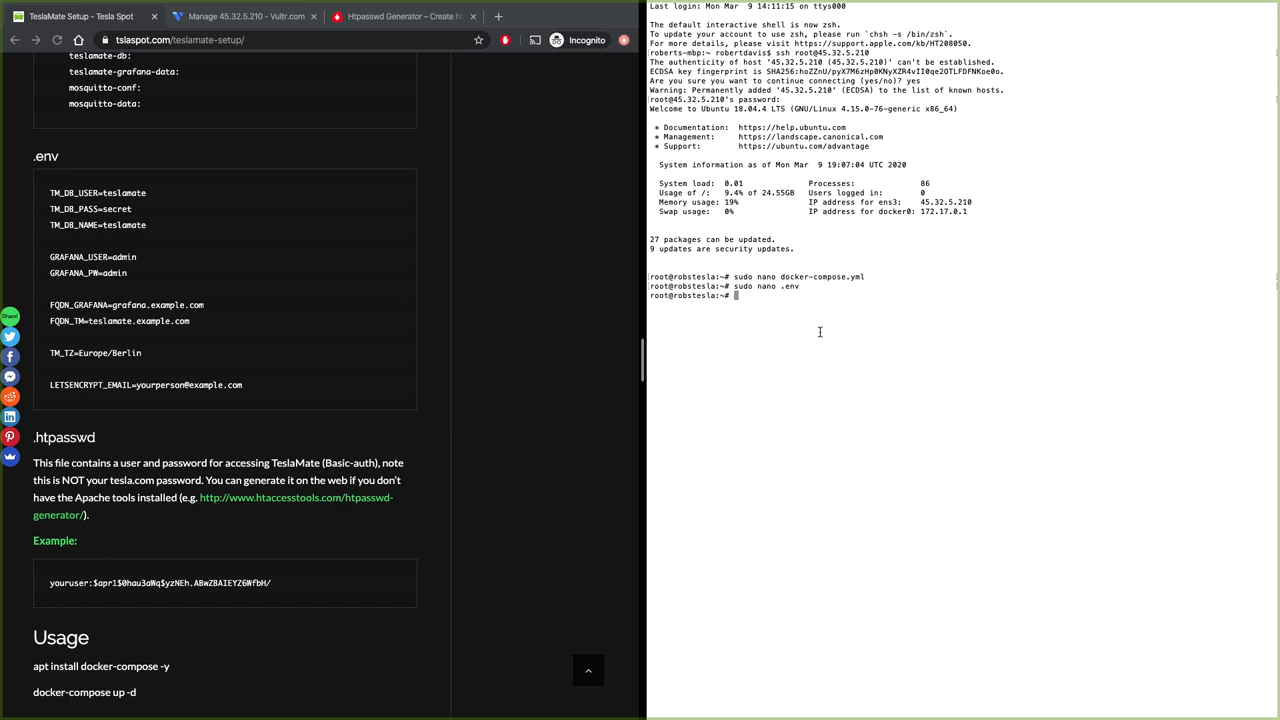 TeslaMate Setup - Tesla Spot
Manage 45.32.5.210 - Vultr.com
Htpasswd Generator – Create ht
tslaspot.com/teslamate-setup/
Incognito
teslamate-db:
teslamate-grafana-data:
mosquitto-conf:
mosquitto-data:
.env
TM_DB_USER=teslamate
TM_DB_PASS=secret
TM_DB_NAME=teslamate
GRAFANA_USER=admin
GRAFANA_PW=admin
FQDN_GRAFANA=grafana.example.com
FQDN_TM=teslamate.example.com
TM_TZ=Europe/Berlin
LETSENCRYPT_EMAIL=yourperson@example.com
Share!
.htpasswd
This file contains a user and password for accessing TeslaMate (Basic-auth), note
this is NOT your tesla.com password. You can generate it on the web if you don't
have the Apache tools installed (e.g. http://www.htaccesstools.com/htpasswd-
generator/).
Example:
youruser:$apr1$0hau3aWq$yzNEh.ABwZBAIEYZ6WfbH/
Usage
apt install docker-compose -y
docker-compose up -d
Last login: Mon Mar  9 14:11:15 on ttys000
The default interactive shell is now zsh.
To update your account to use zsh, please run `chsh -s /bin/zsh`.
For more details, please visit https://support.apple.com/kb/HT208050.
roberts-mbp:~ robertdavis$ ssh root@45.32.5.210
The authenticity of host '45.32.5.210 (45.32.5.210)' can't be established.
ECDSA key fingerprint is SHA256:hoZZnU/pyX7M6zHp0KNyXZR4vII0qe2OTLFDFNKoe0o.
Are you sure you want to continue connecting (yes/no)? yes
Warning: Permanently added '45.32.5.210' (ECDSA) to the list of known hosts.
root@45.32.5.210's password:
Welcome to Ubuntu 18.04.4 LTS (GNU/Linux 4.15.0-76-generic x86_64)
* Documentation:  https://help.ubuntu.com
* Management:     https://landscape.canonical.com
* Support:        https://ubuntu.com/advantage
System information as of Mon Mar  9 19:07:04 UTC 2020
System load:  0.01   Processes:   86
Usage of /:   9.4% of 24.55GB   Users logged in:   0
Memory usage: 19%   IP address for ens3:   45.32.5.210
Swap usage:   0%   IP address for docker0: 172.17.0.1
27 packages can be updated.
9 updates are security updates.
root@robstesla:~# sudo nano docker-compose.yml
root@robstesla:~# sudo nano .env
root@robstesla:~#